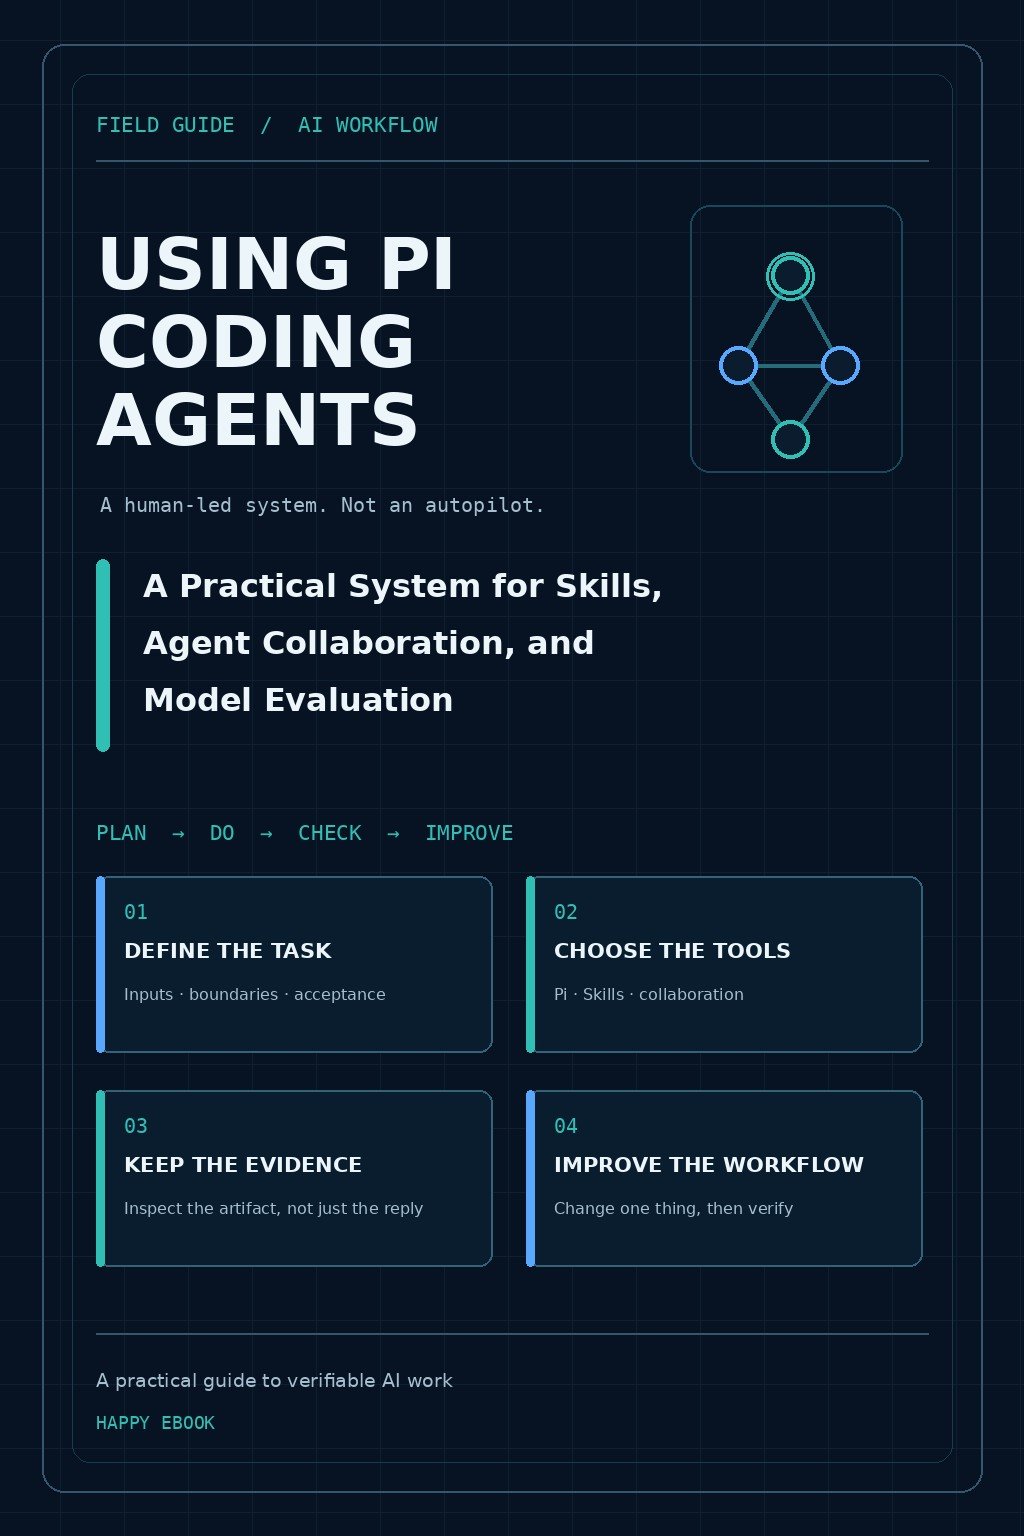 FIELD GUIDE / AI WORKFLOW
USING PI
CODING
AGENTS
A human-led system. Not an autopilot.
A Practical System for Skills,
Agent Collaboration, and
Model Evaluation
PLAN → DO → CHECK → IMPROVE
01
DEFINE THE TASK
Inputs · boundaries · acceptance
02
CHOOSE THE TOOLS
Pi · Skills · collaboration
03
KEEP THE EVIDENCE
Inspect the artifact, not just the reply
04
IMPROVE THE WORKFLOW
Change one thing, then verify
A practical guide to verifiable AI work
HAPPY EBOOK